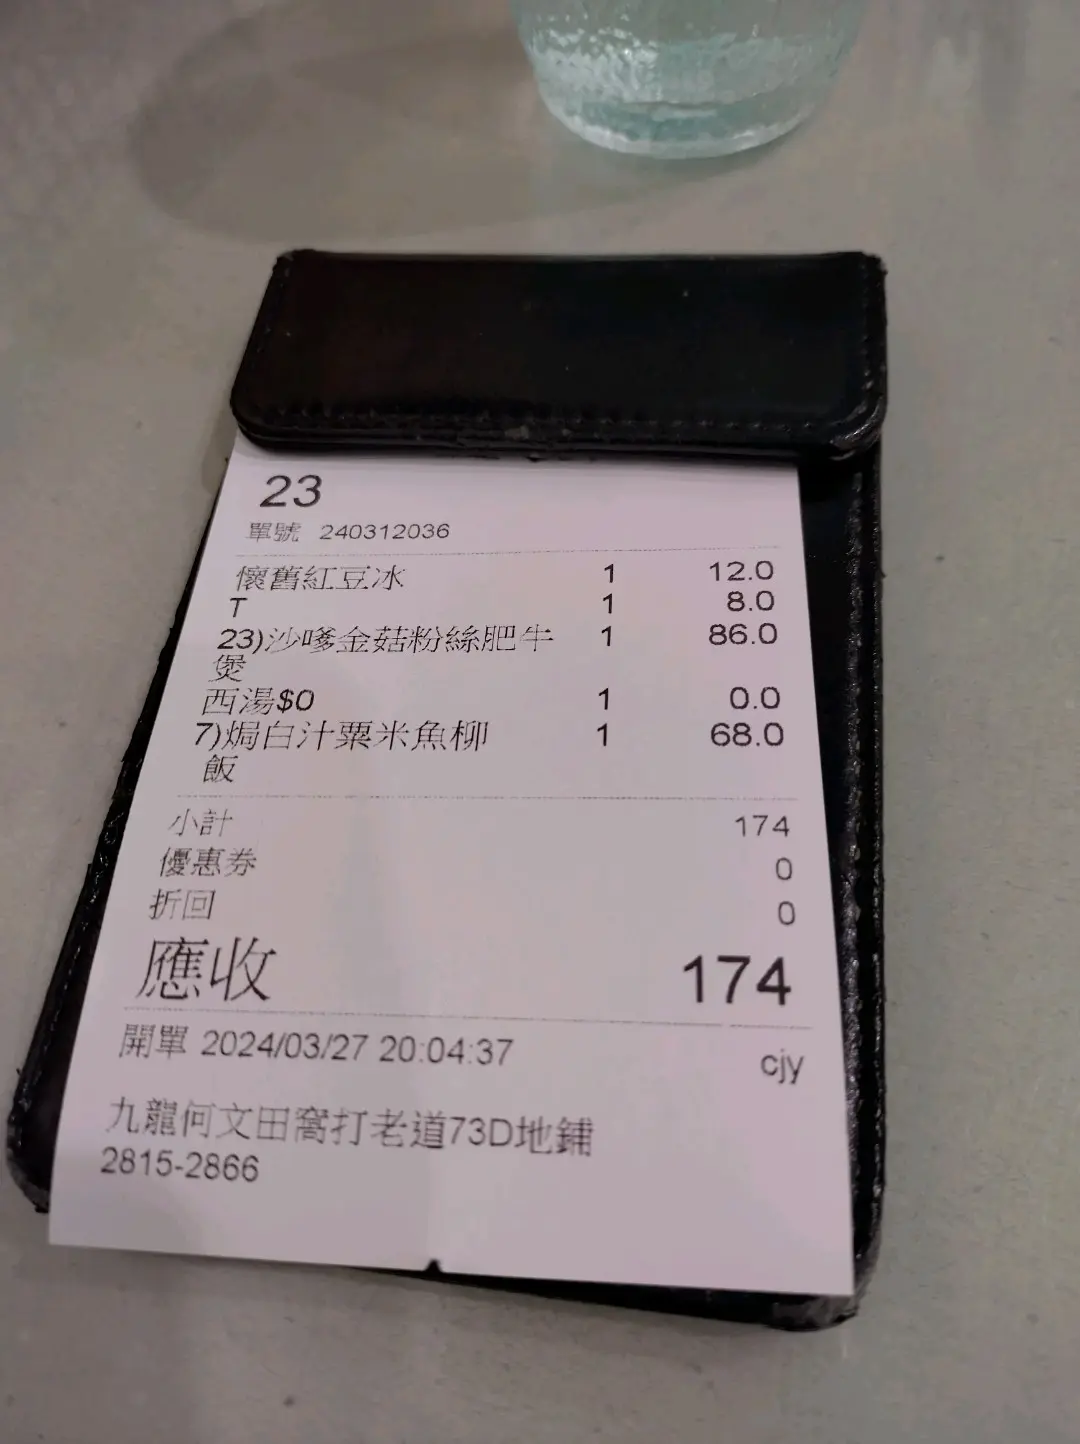 23
單號 240312036
懷舊紅豆冰 1 12.0
T 1 8.0
23)沙嗲金菇粉絲肥牛 1 86.0
煲
西湯$0 1 0.0
7)焗白汁粟米魚柳 1 68.0
飯
小計 174
優惠券 0
折回 0
應收 174
開單 2024/03/27 20:04:37 cjy
九龍何文田窩打老道73D地鋪
2815-2866